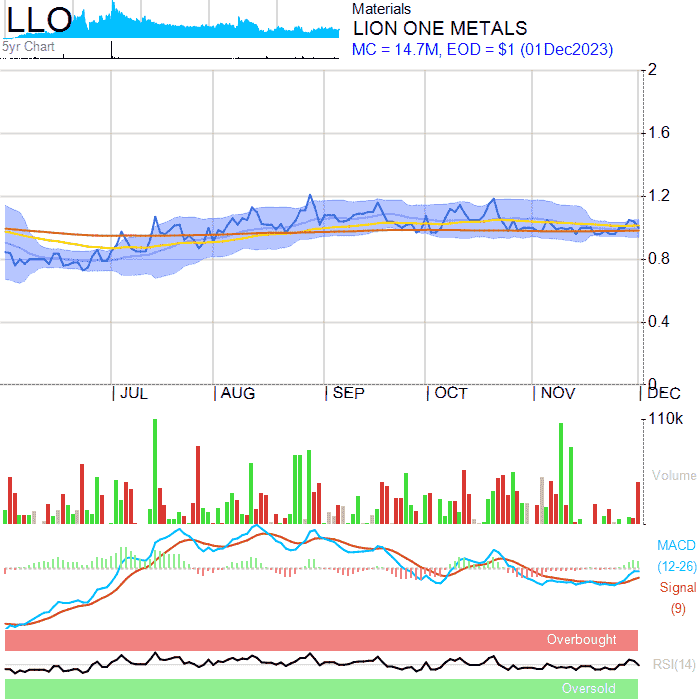 LLO
5yr Chart
Materials
LION ONE METALS
MC = 14.7M, EOD = $1 (01Dec2023)
2
1.6
1.2
0.8
0.4
0
JUL AUG SEP OCT NOV DEC
110k
Volume
MACD
(12-26)
Signal
(9)
Overbought
RSI(14)
Oversold